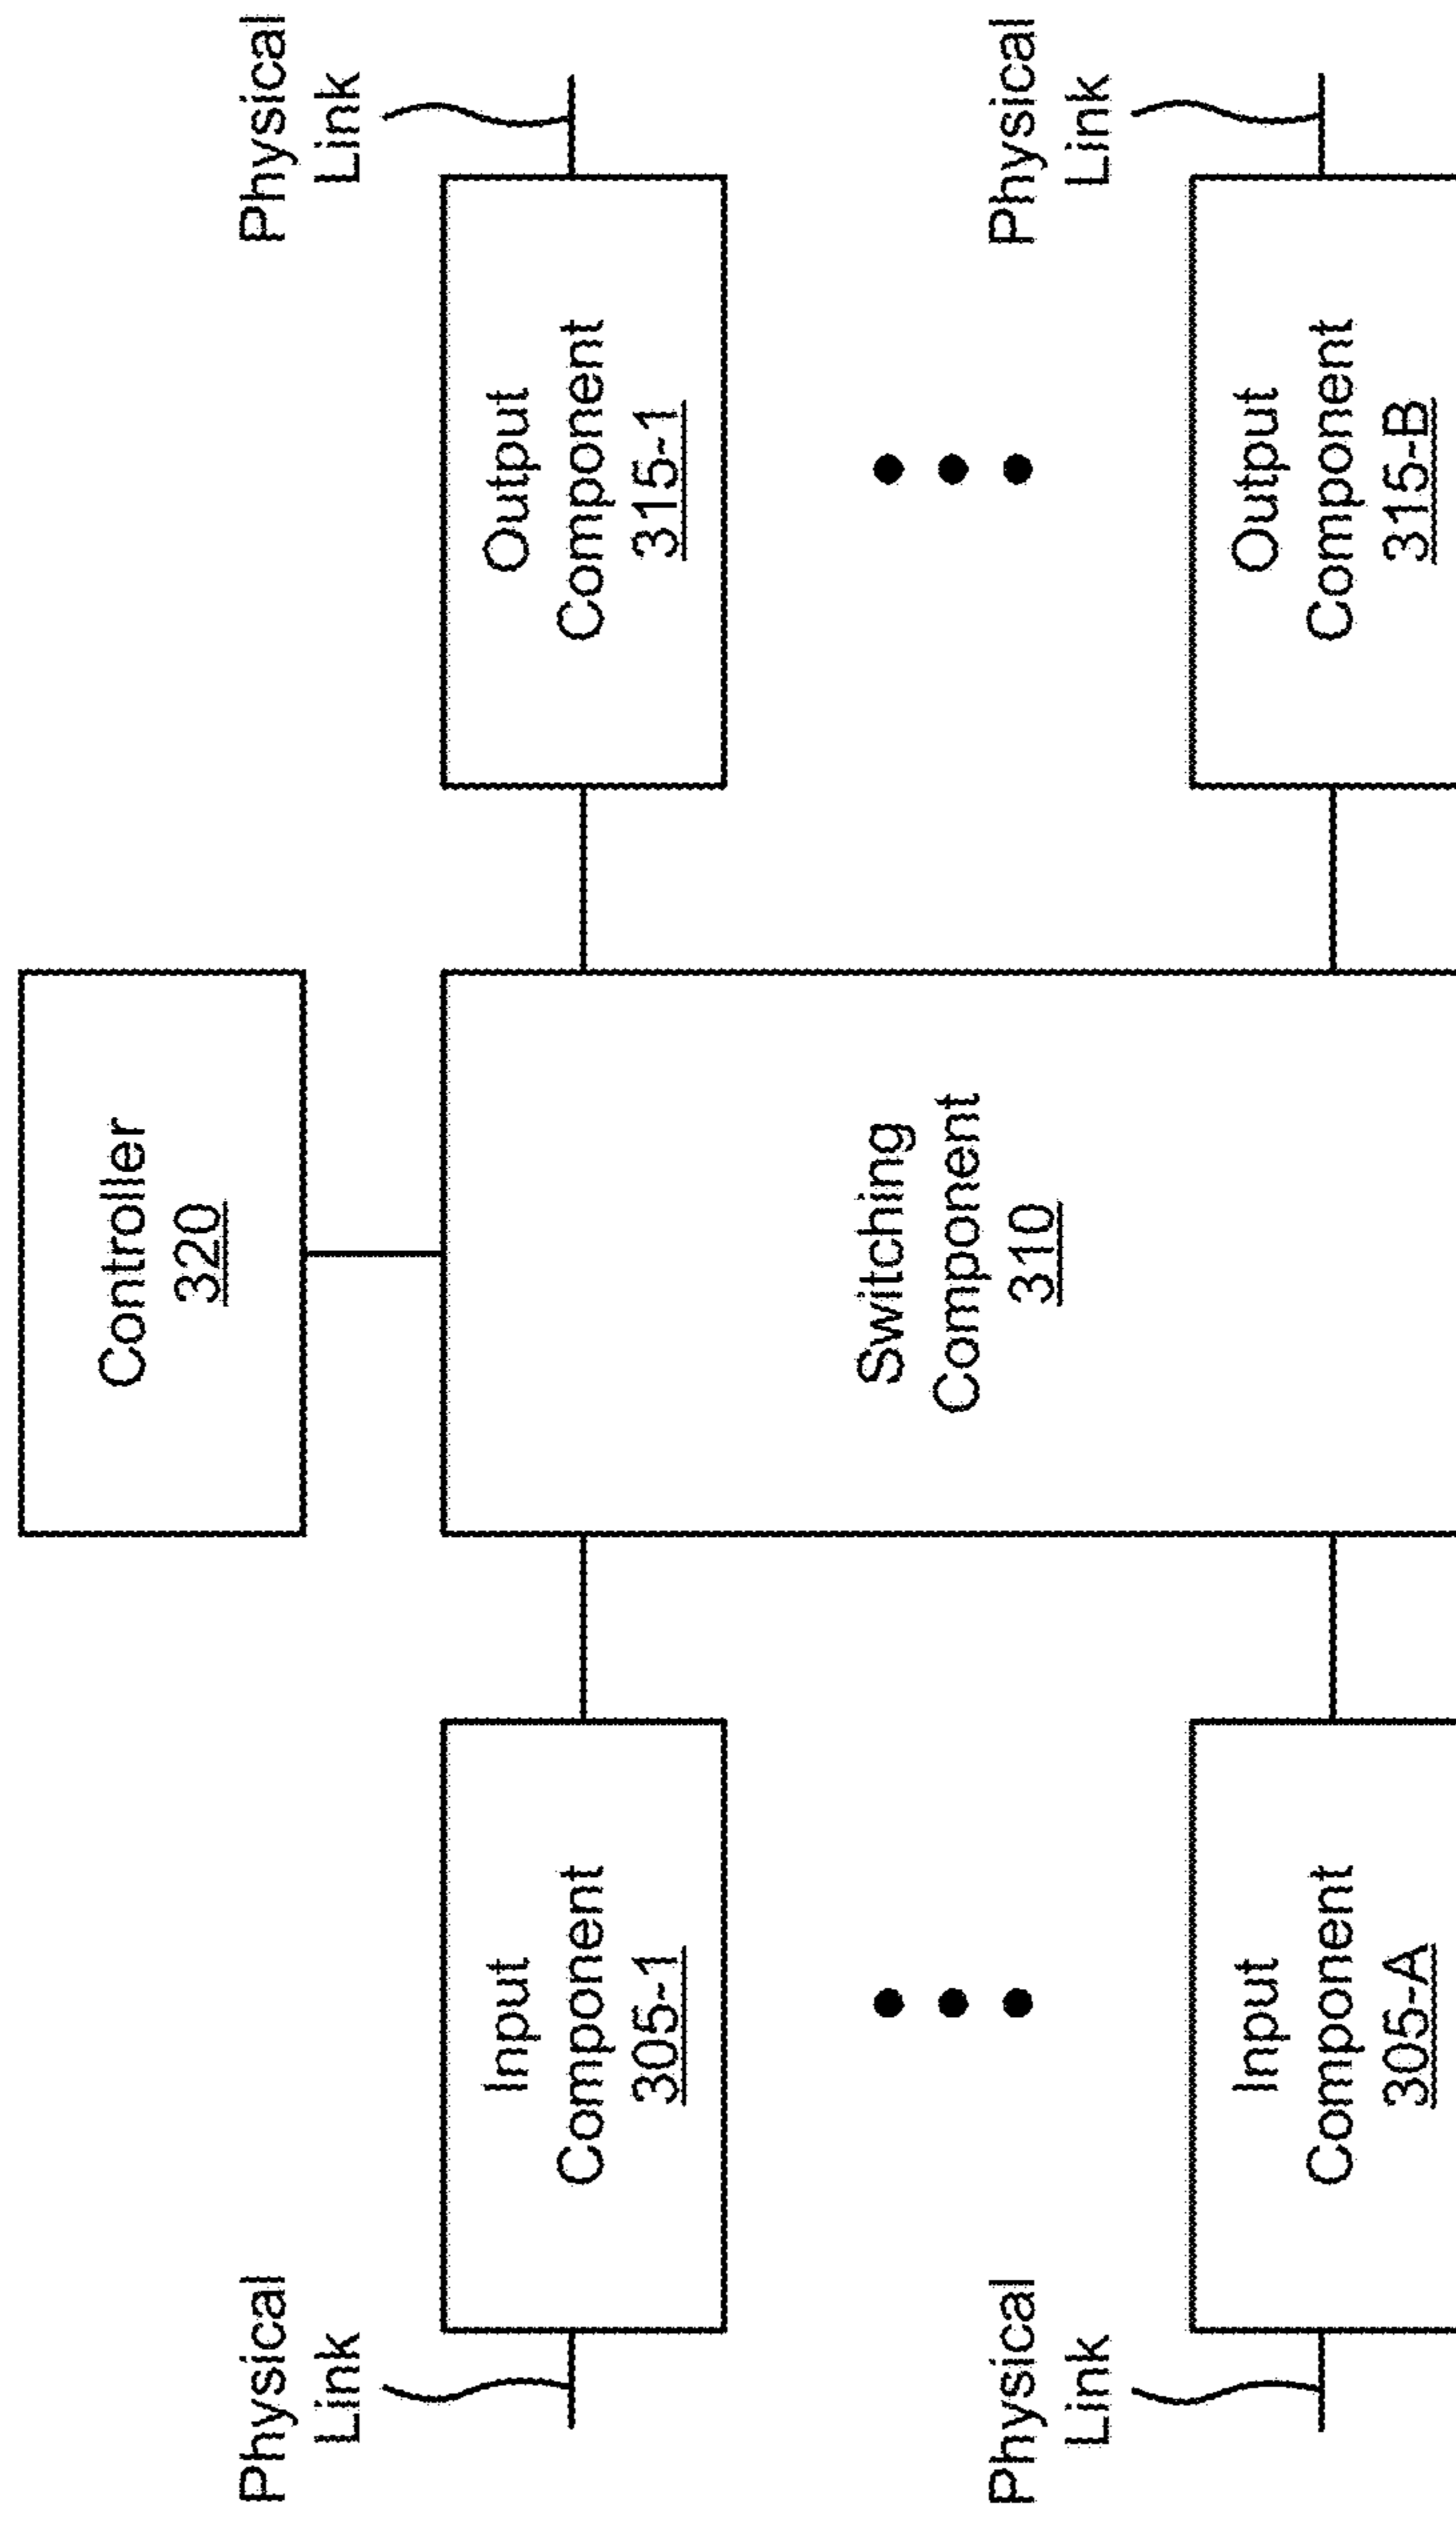 Controller
320
Physical
Link
Input
Component
305-1
Switching
Component
310
Physical
Link
Output
Component
315-1
Physical
Link
Input
Component
305-A
Physical
Link
Output
Component
315-B